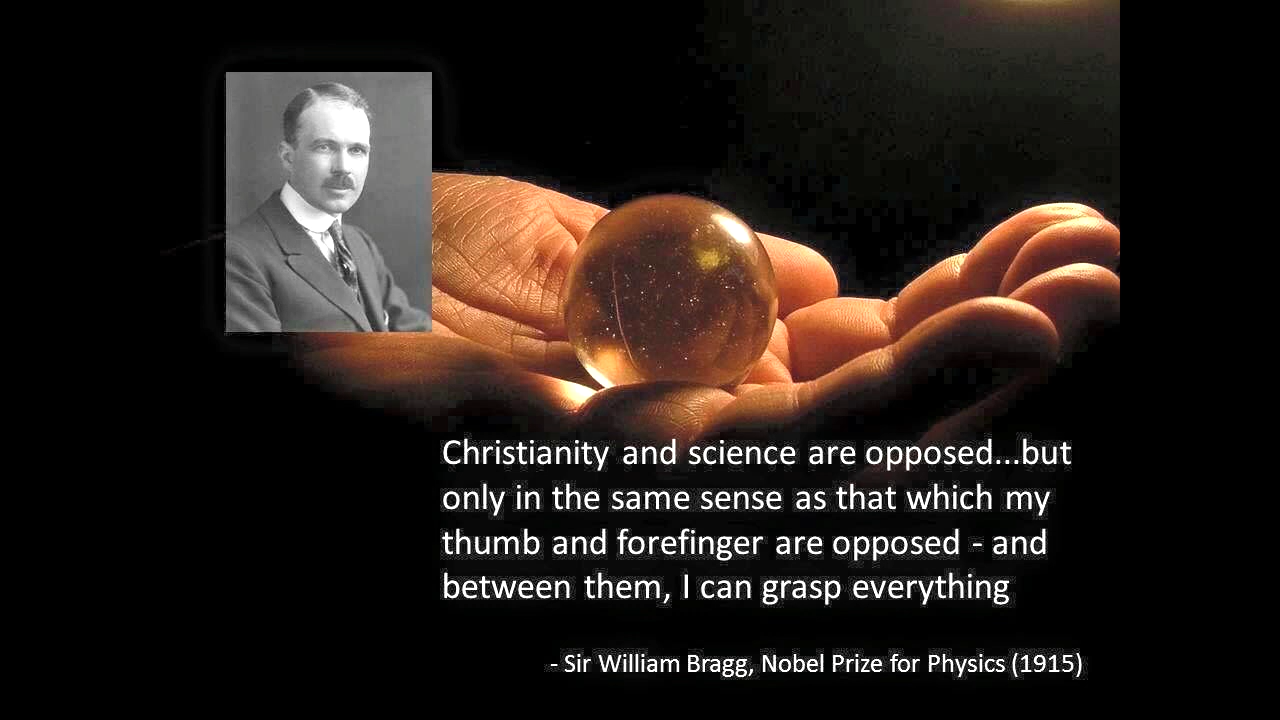 Christianity and science are opposed...but
only in the same sense as that which my
thumb and forefinger are opposed - and
between them, I can grasp everything
- Sir William Bragg, Nobel Prize for Physics (1915)